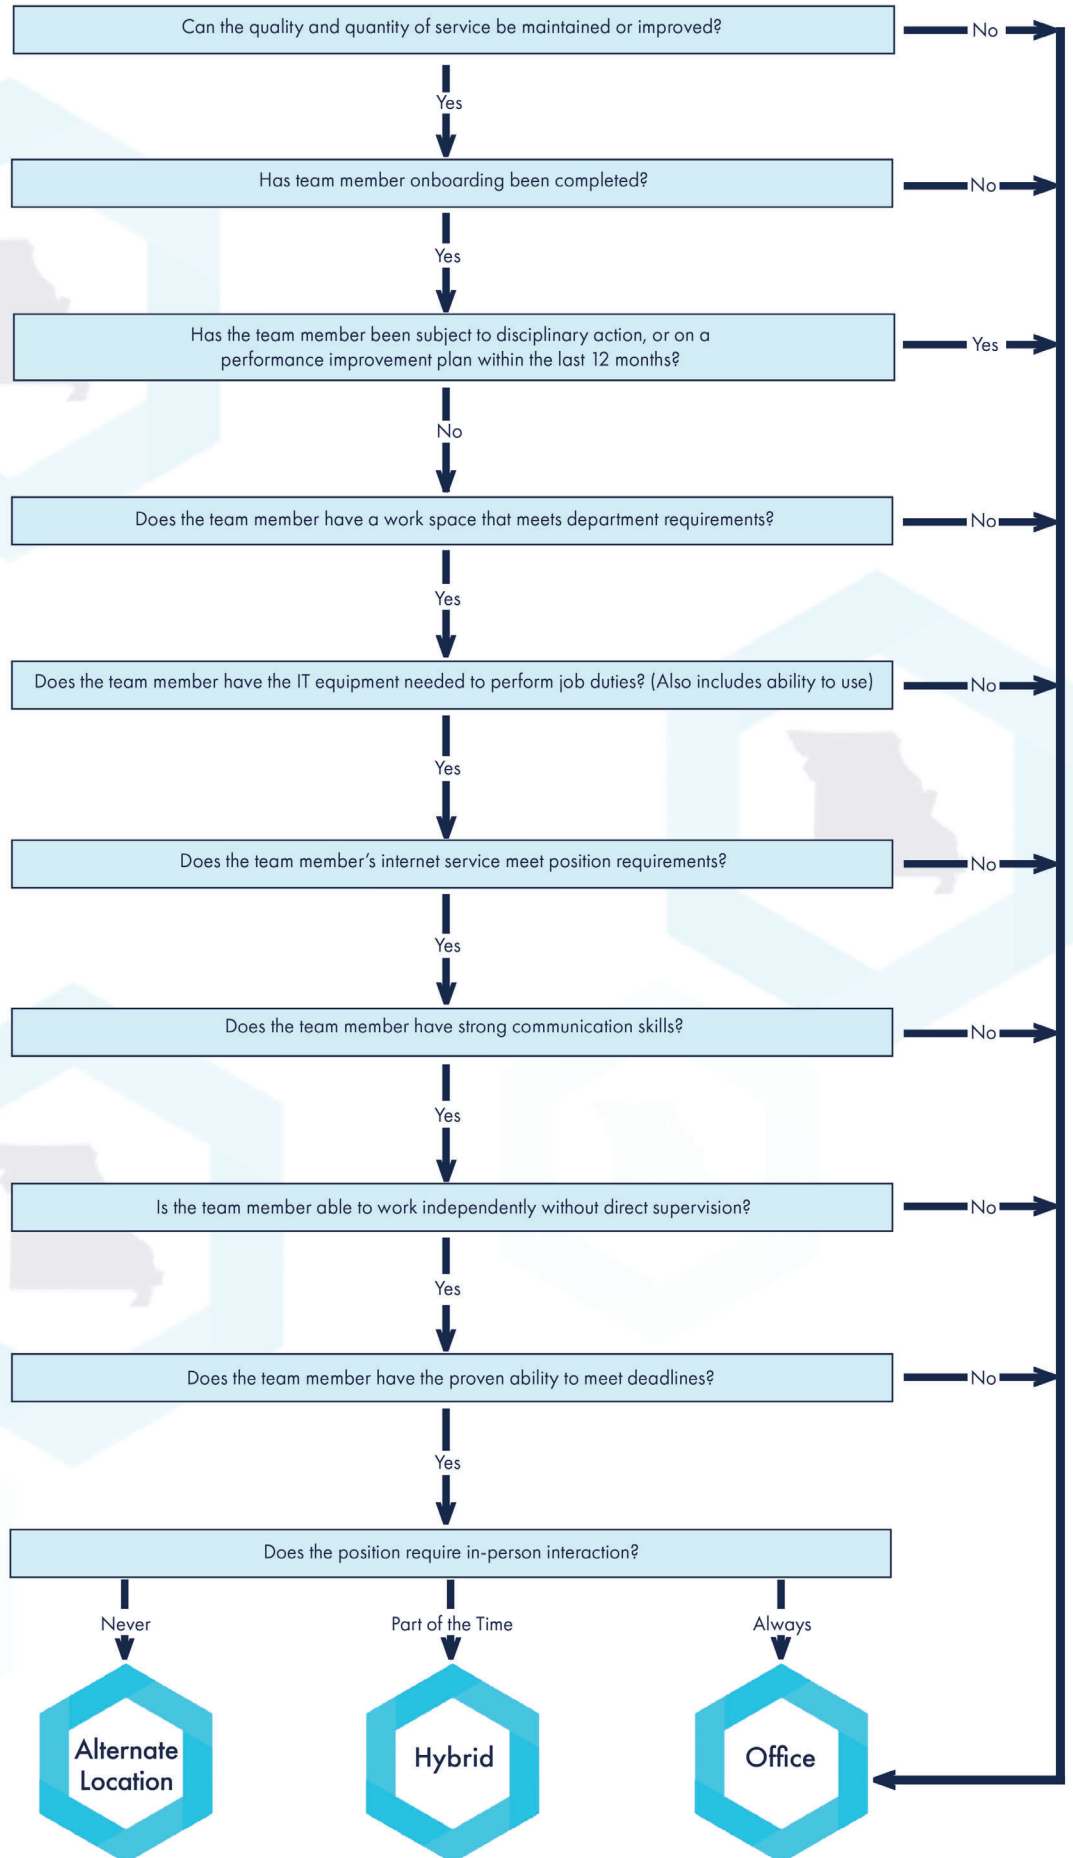 Can the quality and quantity of service be maintained or improved?
No
Yes
Has team member onboarding been completed?
No
Yes
Has the team member been subject to disciplinary action, or on a
performance improvement plan within the last 12 months?
Yes
No
Does the team member have a work space that meets department requirements?
No
Yes
Does the team member have the IT equipment needed to perform job duties? (Also includes ability to use)
No
Yes
Does the team member’s internet service meet position requirements?
No
Yes
Does the team member have strong communication skills?
No
Yes
Is the team member able to work independently without direct supervision?
No
Yes
Does the team member have the proven ability to meet deadlines?
No
Yes
Does the position require in-person interaction?
Never
Part of the Time
Always
Alternate
Location
Hybrid
Office